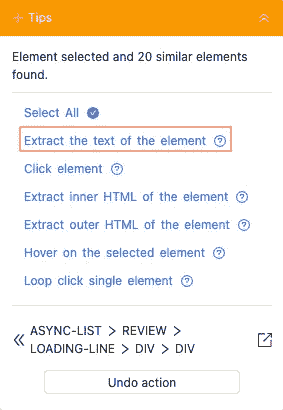 Tips
Element selected and 20 similar elements
found.
Select All
Extract the text of the element
Click element
Extract inner HTML of the element
Extract outer HTML of the element
Hover on the selected element
Loop click single element
ASYNC-LIST > REVIEW >
LOADING-LINE > DIV > DIV
Undo action